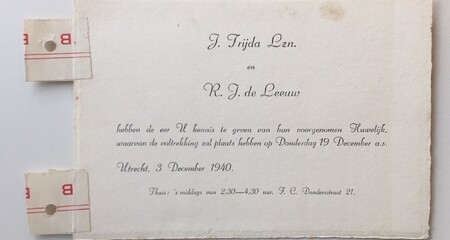 J. Frijda Lzn.
en
R. J. de Leeuw
hebben de eer U kennis te geven van hun voorgenomen Huwelijk,
waarvan de voltrekking zal plaats hebben op Donderdag 19 December a.s.
Utrecht, 3 December 1940.
Thuis: 's middags van 2.30—4.30 uur. F. C. Dondersstraat 21.
B B
B B